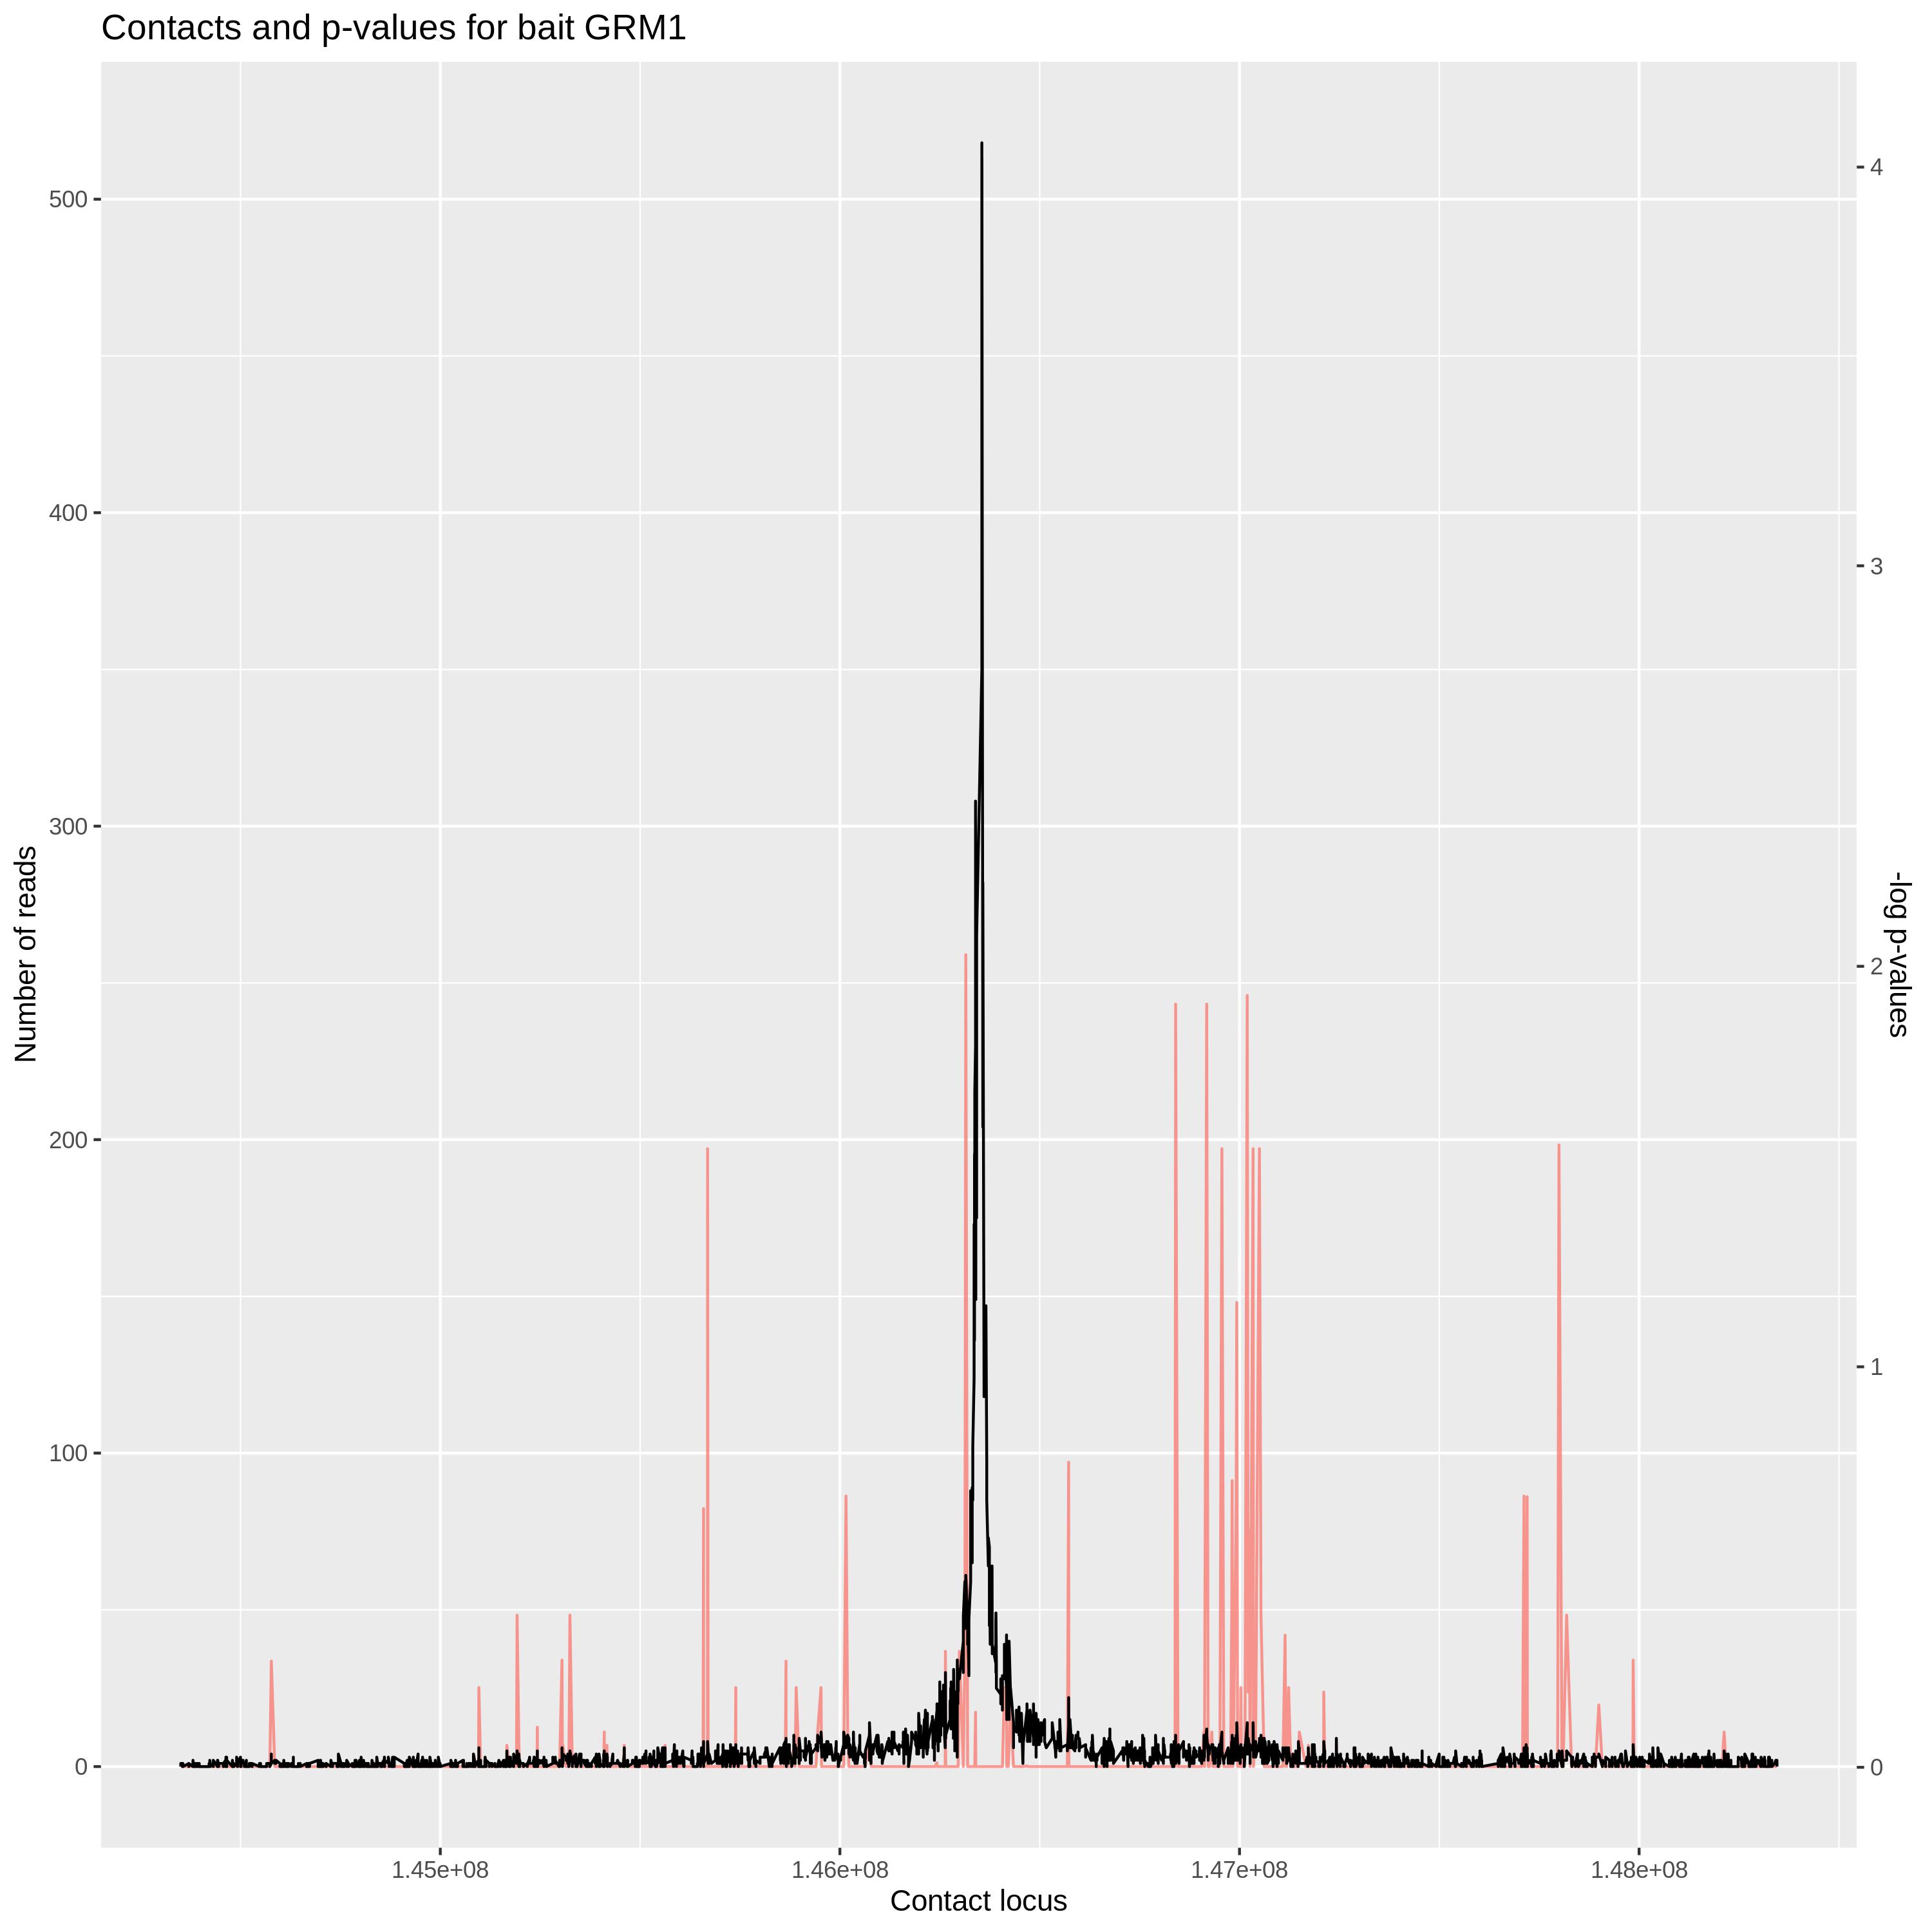 Contacts and p-values for bait GRM1
500
400
300
200
100
0
Number of reads
4
3
2
1
0
-log p-values
1.45e+08
1.46e+08
1.47e+08
1.48e+08
Contact locus